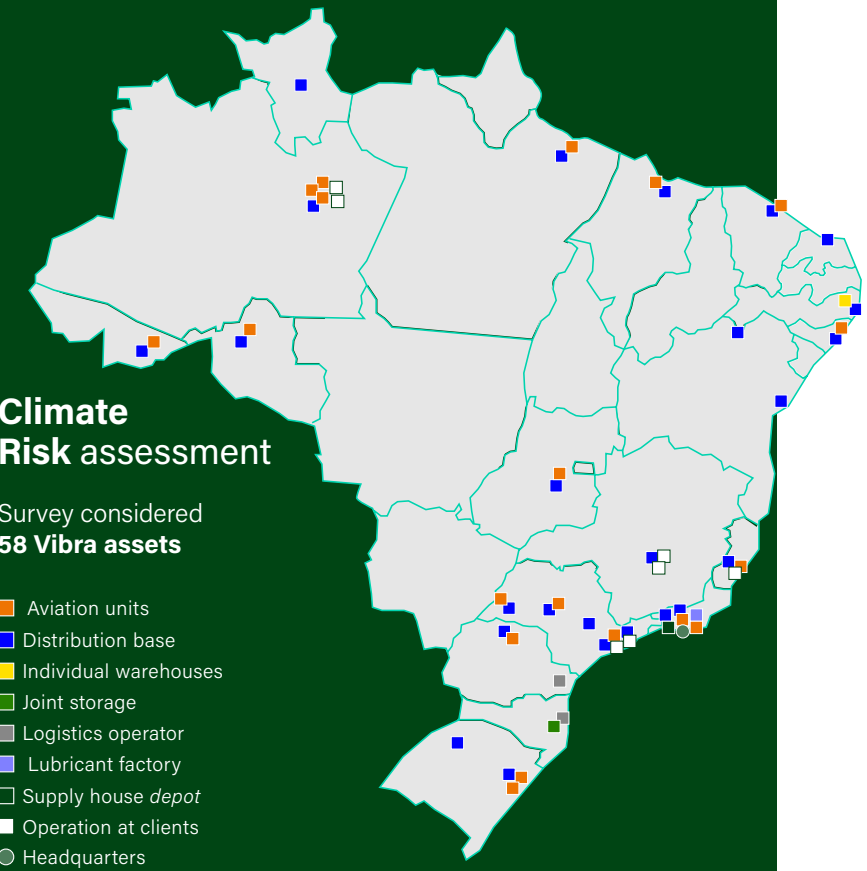 Climate
Risk assessment
Survey considered
58 Vibra assets
Aviation units
Distribution base
Individual warehouses
Joint storage
Logistics operator
Lubricant factory
Supply house depot
Operation at clients
Headquarters